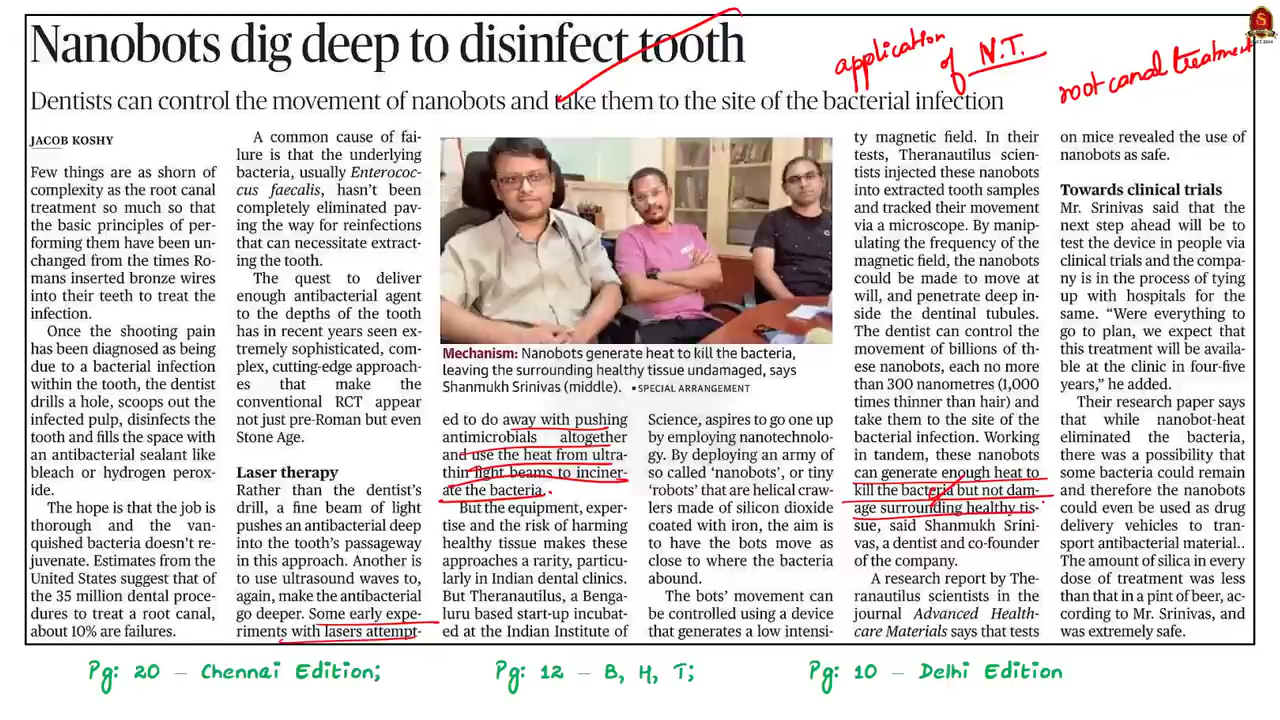 Nanobots dig deep to disinfect tooth
application
of N.T.
root canal treatment
Dentists can control the movement of nanobots and take them to the site of the bacterial infection
JACOB KOSHY
Few things are as shorn of
complexity as the root canal
treatment so much so that
the basic principles of per-
forming them have been un-
changed from the times Ro-
mans inserted bronze wires
into their teeth to treat the
infection.
Once the shooting pain
has been diagnosed as being
due to a bacterial infection
within the tooth, the dentist
drills a hole, scoops out the
infected pulp, disinfects the
tooth and fills the space with
an antibacterial sealant like
bleach or hydrogen perox-
ide.
The hope is that the job is
thorough and the van-
quished bacteria doesn't re-
juvenate. Estimates from the
United States suggest that of
the 35 million dental proce-
dures to treat a root canal,
about 10% are failures.
A common cause of fai-
lure is that the underlying
bacteria, usually Enterococ-
cus faecalis, hasn't been
completely eliminated pav-
ing the way for reinfections
that can necessitate extract-
ing the tooth.
The quest to deliver
enough antibacterial agent
to the depths of the tooth
has in recent years seen ex-
tremely sophisticated, com-
plex, cutting-edge approach-
es that make the
conventional RCT appear
not just pre-Roman but even
Stone Age.
Laser therapy
Rather than the dentist's
drill, a fine beam of light
pushes an antibacterial deep
into the tooth's passageway
in this approach. Another is
to use ultrasound waves to,
again, make the antibacterial
go deeper. Some early expe-
riments with lasers attempt-
Mechanism: Nanobots generate heat to kill the bacteria,
leaving the surrounding healthy tissue undamaged, says
Shanmukh Srinivas (middle). ▪ SPECIAL ARRANGEMENT
ed to do away with pushing
antimicrobials altogether
and use the heat from ultra-
thin light beams to inciner-
ate the bacteria.
But the equipment, exper-
tise and the risk of harming
healthy tissue makes these
approaches a rarity, particu-
larly in Indian dental clinics.
But Theranautilus, a Benga-
luru based start-up incubat-
ed at the Indian Institute of
Science, aspires to go one up
by employing nanotechnolo-
gy. By deploying an army of
so called 'nanobots', or tiny
'robots' that are helical craw-
lers made of silicon dioxide
coated with iron, the aim is
to have the bots move as
close to where the bacteria
abound.
The bots' movement can
be controlled using a device
that generates a low intensi-
ty magnetic field. In their
tests, Theranautilus scien-
tists injected these nanobots
into extracted tooth samples
and tracked their movement
via a microscope. By mani-
pulating the frequency of the
magnetic field, the nanobots
could be made to move at
will, and penetrate deep in-
side the dentinal tubules.
The dentist can control the
movement of billions of th-
ese nanobots, each no more
than 300 nanometres (1,000
times thinner than hair) and
take them to the site of the
bacterial infection. Working
in tandem, these nanobots
can generate enough heat to
kill the bacteria but not dam-
age surrounding healthy tis-
sue, said Shanmukh Srini-
vas, a dentist and co-founder
of the company.
A research report by The-
ranautilus scientists in the
journal Advanced Health-
care Materials says that tests
on mice revealed the use of
nanobots as safe.
Towards clinical trials
Mr. Srinivas said that the
next step ahead will be to
test the device in people via
clinical trials and the compa-
ny is in the process of tying
up with hospitals for the
same. "Were everything to
go to plan, we expect that
this treatment will be availa-
ble at the clinic in four-five
years," he added.
Their research paper says
that while nanobot-heat
eliminated the bacteria,
there was a possibility that
some bacteria could remain
and therefore the nanobots
could even be used as drug
delivery vehicles to tran-
sport antibacterial material..
The amount of silica in every
dose of treatment was less
than that in a pint of beer, ac-
cording to Mr. Srinivas, and
was extremely safe.
Pg: 20 – Chennai Edition; Pg: 12 – B, H, T; Pg: 10 – Delhi Edition